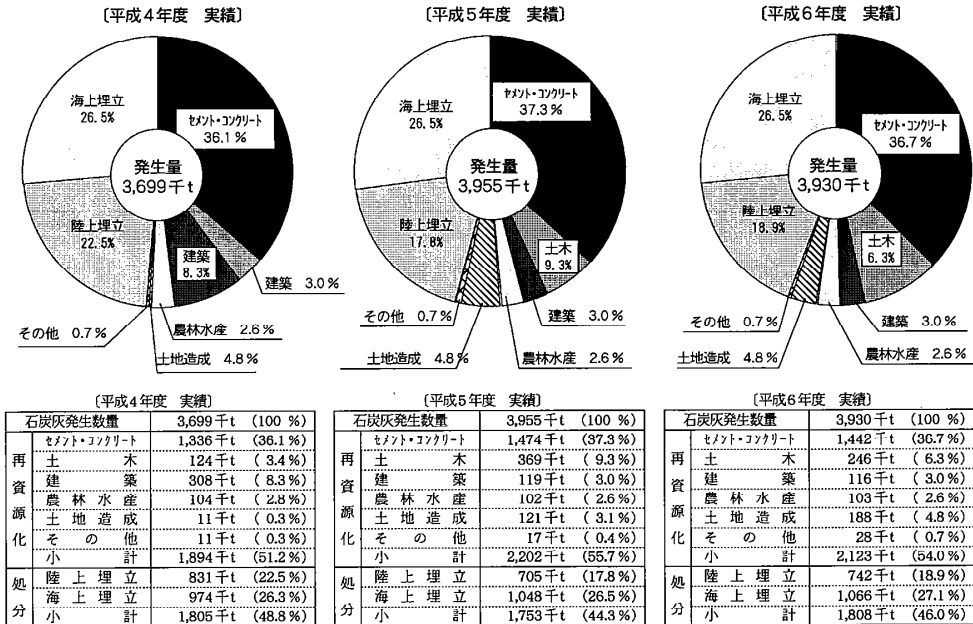 〔平成4年度 実績〕
海上埋立
26.5%
セメント・コンクリート
36.1%
発生量
3,699千t
陸上埋立
22.5%
建築
8.3%
建築 3.0%
その他 0.7%
農林水産 2.6%
土地造成 4.8%
〔平成5年度 実績〕
海上埋立
26.5%
セメント・コンクリート
37.3%
発生量
3,955千t
陸上埋立
17.8%
土木
9.3%
建築 3.0%
その他 0.7%
土地造成 4.8%
農林水産 2.6%
〔平成6年度 実績〕
海上埋立
26.5%
セメント・コンクリート
36.7%
発生量
3,930千t
陸上埋立
18.9%
土木
6.3%
建築 3.0%
その他 0.7%
土地造成 4.8%
農林水産 2.6%
〔平成4年度 実績〕
石炭灰発生数量 3,699千t (100 %)
再資源化
セメント・コンクリート 1,336千t (36.1%)
土木 124千t ( 3.4%)
建築 308千t ( 8.3%)
農林水産 104千t ( 2.8%)
土地造成 11千t ( 0.3%)
その他 11千t ( 0.3%)
小計 1,894千t (51.2%)
処分
陸上埋立 831千t (22.5%)
海上埋立 974千t (26.3%)
小計 1,805千t (48.8%)
〔平成5年度 実績〕
石炭灰発生数量 3,955千t (100 %)
再資源化
セメント・コンクリート 1,474千t (37.3%)
土木 369千t ( 9.3%)
建築 119千t ( 3.0%)
農林水産 102千t ( 2.6%)
土地造成 121千t ( 3.1%)
その他 17千t ( 0.4%)
小計 2,202千t (55.7%)
処分
陸上埋立 705千t (17.8%)
海上埋立 1,048千t (26.5%)
小計 1,753千t (44.3%)
〔平成6年度 実績〕
石炭灰発生数量 3,930千t (100 %)
再資源化
セメント・コンクリート 1,442千t (36.7%)
土木 246千t ( 6.3%)
建築 116千t ( 3.0%)
農林水産 103千t ( 2.6%)
土地造成 188千t ( 4.8%)
その他 28千t ( 0.7%)
小計 2,123千t (54.0%)
処分
陸上埋立 742千t (18.9%)
海上埋立 1,066千t (27.1%)
小計 1,808千t (46.0%)